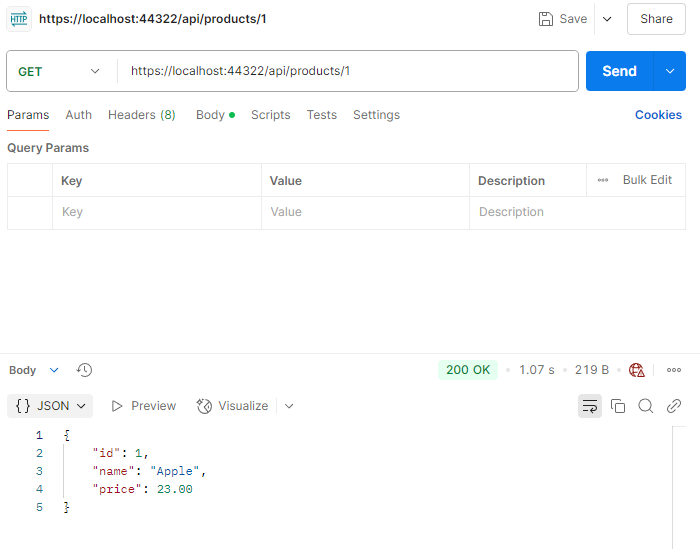 HTTP https://localhost:44322/api/products/1 Save Share
GET https://localhost:44322/api/products/1 Send
Params Auth Headers (8) Body Scripts Tests Settings Cookies
Query Params
Key Value Description Bulk Edit
Key Value Description
Body 200 OK 1.07 s 219 B
{} JSON Preview Visualize
1 {
2 "id": 1,
3 "name": "Apple",
4 "price": 23.00
5 }